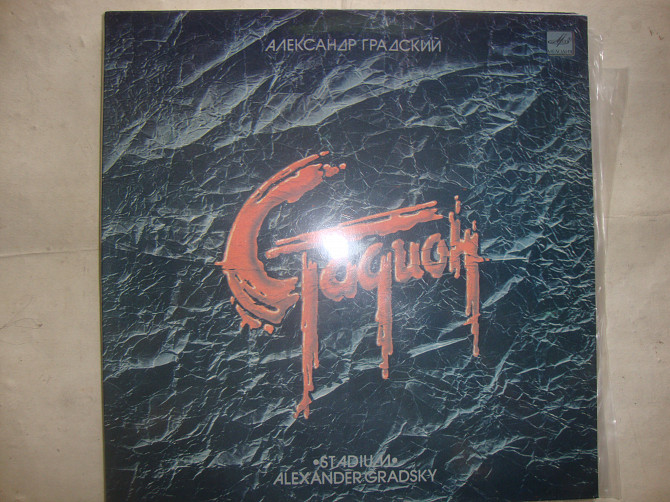 АЛЕКСАНДР ГРАДСКИЙ
Стадион
•STADIUM•
ALEXANDER GRADSKY